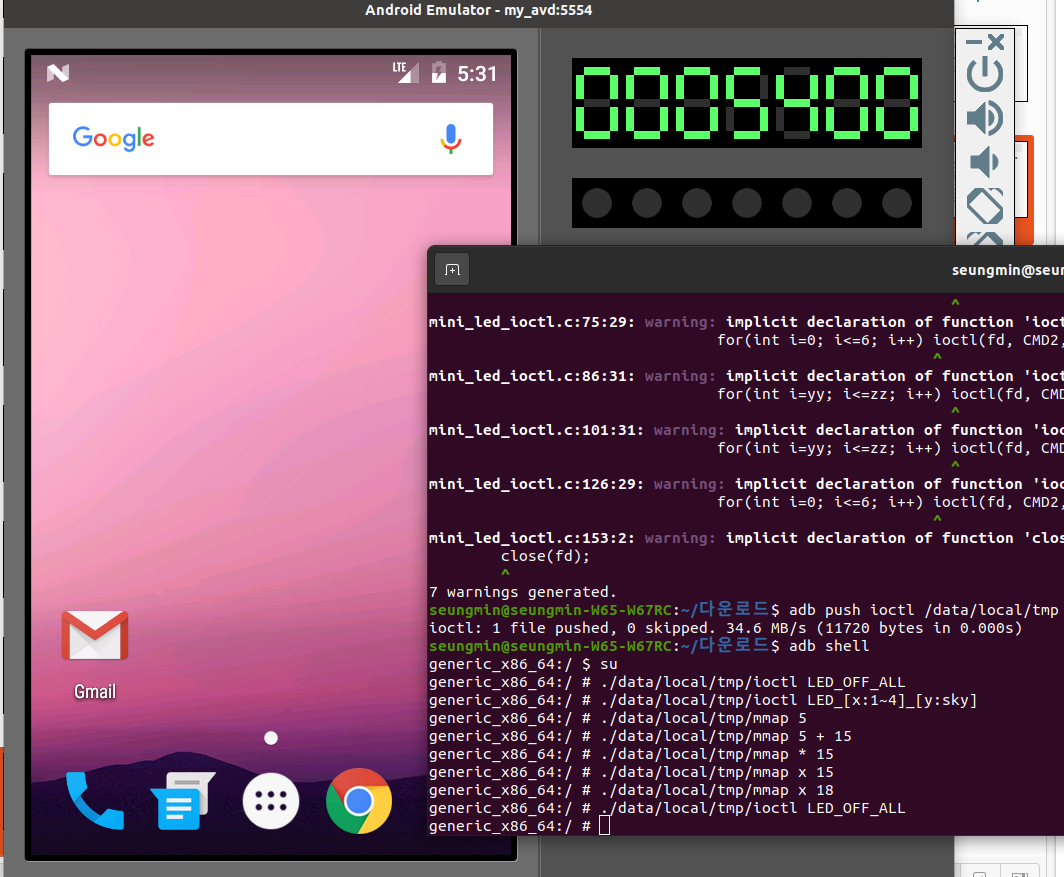 Android Emulator - my_avd:5554
LTE 5:31
Google
0005400
seungmin@seun
^
mini_led_ioctl.c:75:29: warning: implicit declaration of function 'ioct
for(int i=0; i<=6; i++) ioctl(fd, CMD2,
^
mini_led_ioctl.c:86:31: warning: implicit declaration of function 'ioct
for(int i=yy; i<=zz; i++) ioctl(fd, CM
^
mini_led_ioctl.c:101:31: warning: implicit declaration of function 'ioc
for(int i=yy; i<=zz; i++) ioctl(fd, CM
^
mini_led_ioctl.c:126:29: warning: implicit declaration of function 'ioc
for(int i=0; i<=6; i++) ioctl(fd, CMD2,
^
mini_led_ioctl.c:153:2: warning: implicit declaration of function 'clos
close(fd);
^
7 warnings generated.
seungmin@seungmin-W65-W67RC:~/다운로드$ adb push ioctl /data/local/tmp
ioctl: 1 file pushed, 0 skipped. 34.6 MB/s (11720 bytes in 0.000s)
seungmin@seungmin-W65-W67RC:~/다운로드$ adb shell
generic_x86_64:/ $ su
generic_x86_64:/ # ./data/local/tmp/ioctl LED_OFF_ALL
generic_x86_64:/ # ./data/local/tmp/ioctl LED_[x:1~4]_[y:sky]
generic_x86_64:/ # ./data/local/tmp/mmap 5
generic_x86_64:/ # ./data/local/tmp/mmap 5 + 15
generic_x86_64:/ # ./data/local/tmp/mmap * 15
generic_x86_64:/ # ./data/local/tmp/mmap x 15
generic_x86_64:/ # ./data/local/tmp/mmap x 18
generic_x86_64:/ # ./data/local/tmp/ioctl LED_OFF_ALL
generic_x86_64:/ #
Gmail